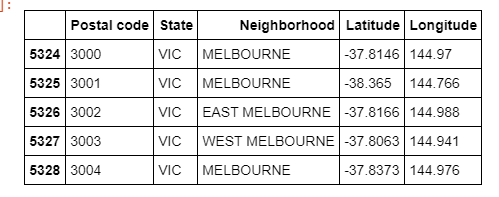 ]:
Postal code State Neighborhood Latitude Longitude
5324 3000 VIC MELBOURNE -37.8146 144.97
5325 3001 VIC MELBOURNE -38.365 144.766
5326 3002 VIC EAST MELBOURNE -37.8166 144.988
5327 3003 VIC WEST MELBOURNE -37.8063 144.941
5328 3004 VIC MELBOURNE -37.8373 144.976